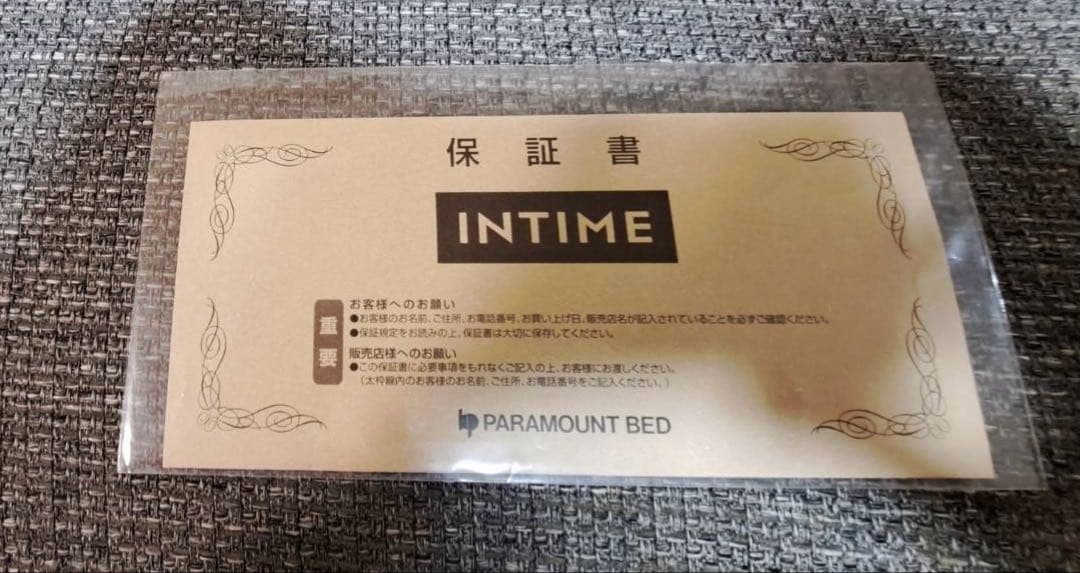 保証書
INTIME
重要
お客様へのお願い
●お客様のお名前、ご住所、お電話番号、お買い上げ日、販売店名が記入されていることを必ずご確認ください。
●保証規定をお読みの上、保証書は大切に保存してください。
販売店様へのお願い
●この保証書に必要事項をもれなくご記入の上、お客様にお渡しください。
（太枠線内のお客様のお名前、ご住所、お電話番号をご記入ください。）
PARAMOUNT BED